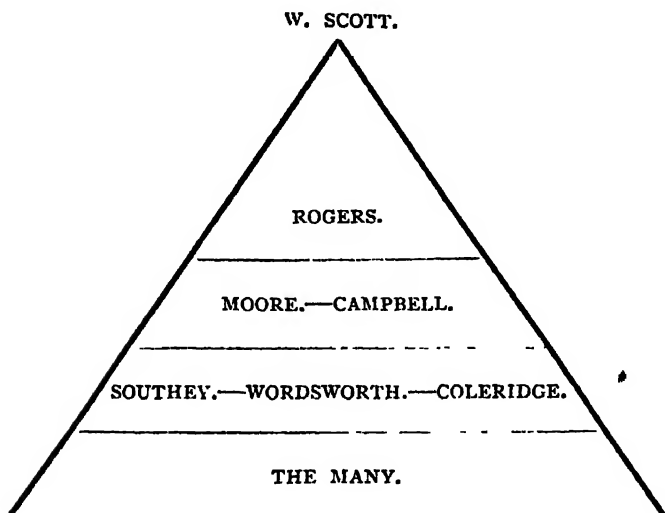 W. SCOTT.
ROGERS.
MOORE.—CAMPBELL.
SOUTHEY.—WORDSWORTH.—COLERIDGE.
THE MANY.